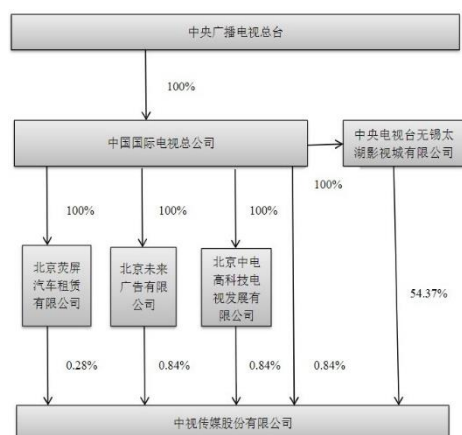 中央广播电视总台
100%
中国国际电视总公司
中央电视台无锡太
湖影视城有限公司
100%
100%
100%
100%
北京荧屏
汽车租赁
有限公司
北京未来
广告有限公
司
北京中电
高科技电
视发展有
限公司
54.37%
0.28%
0.84%
0.84%
0.84%
中视传媒股份有限公司